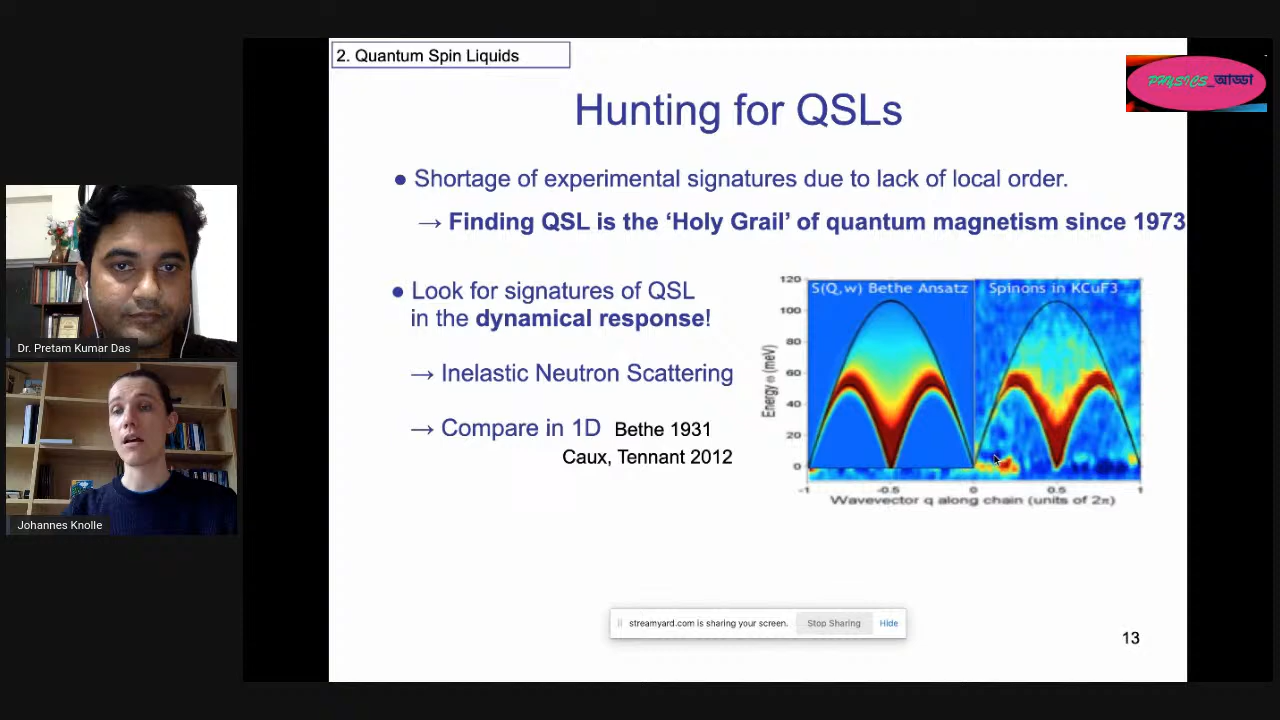 2. Quantum Spin Liquids
PHYSICS_আড্ডা
Hunting for QSLs
● Shortage of experimental signatures due to lack of local order.
→ Finding QSL is the ‘Holy Grail’ of quantum magnetism since 1973
● Look for signatures of QSL
in the dynamical response!
→ Inelastic Neutron Scattering
→ Compare in 1D Bethe 1931
Caux, Tennant 2012
S(Q,w) Bethe Ansatz
Spinons in KCuF3
Energy ω (meV)
120
100
80
60
40
20
0
-1 -0.5 0 0.5 1
Wavevector q along chain (units of 2π)
Dr. Pretam Kumar Das
Johannes Knolle
streamyard.com is sharing your screen. Stop Sharing Hide
13